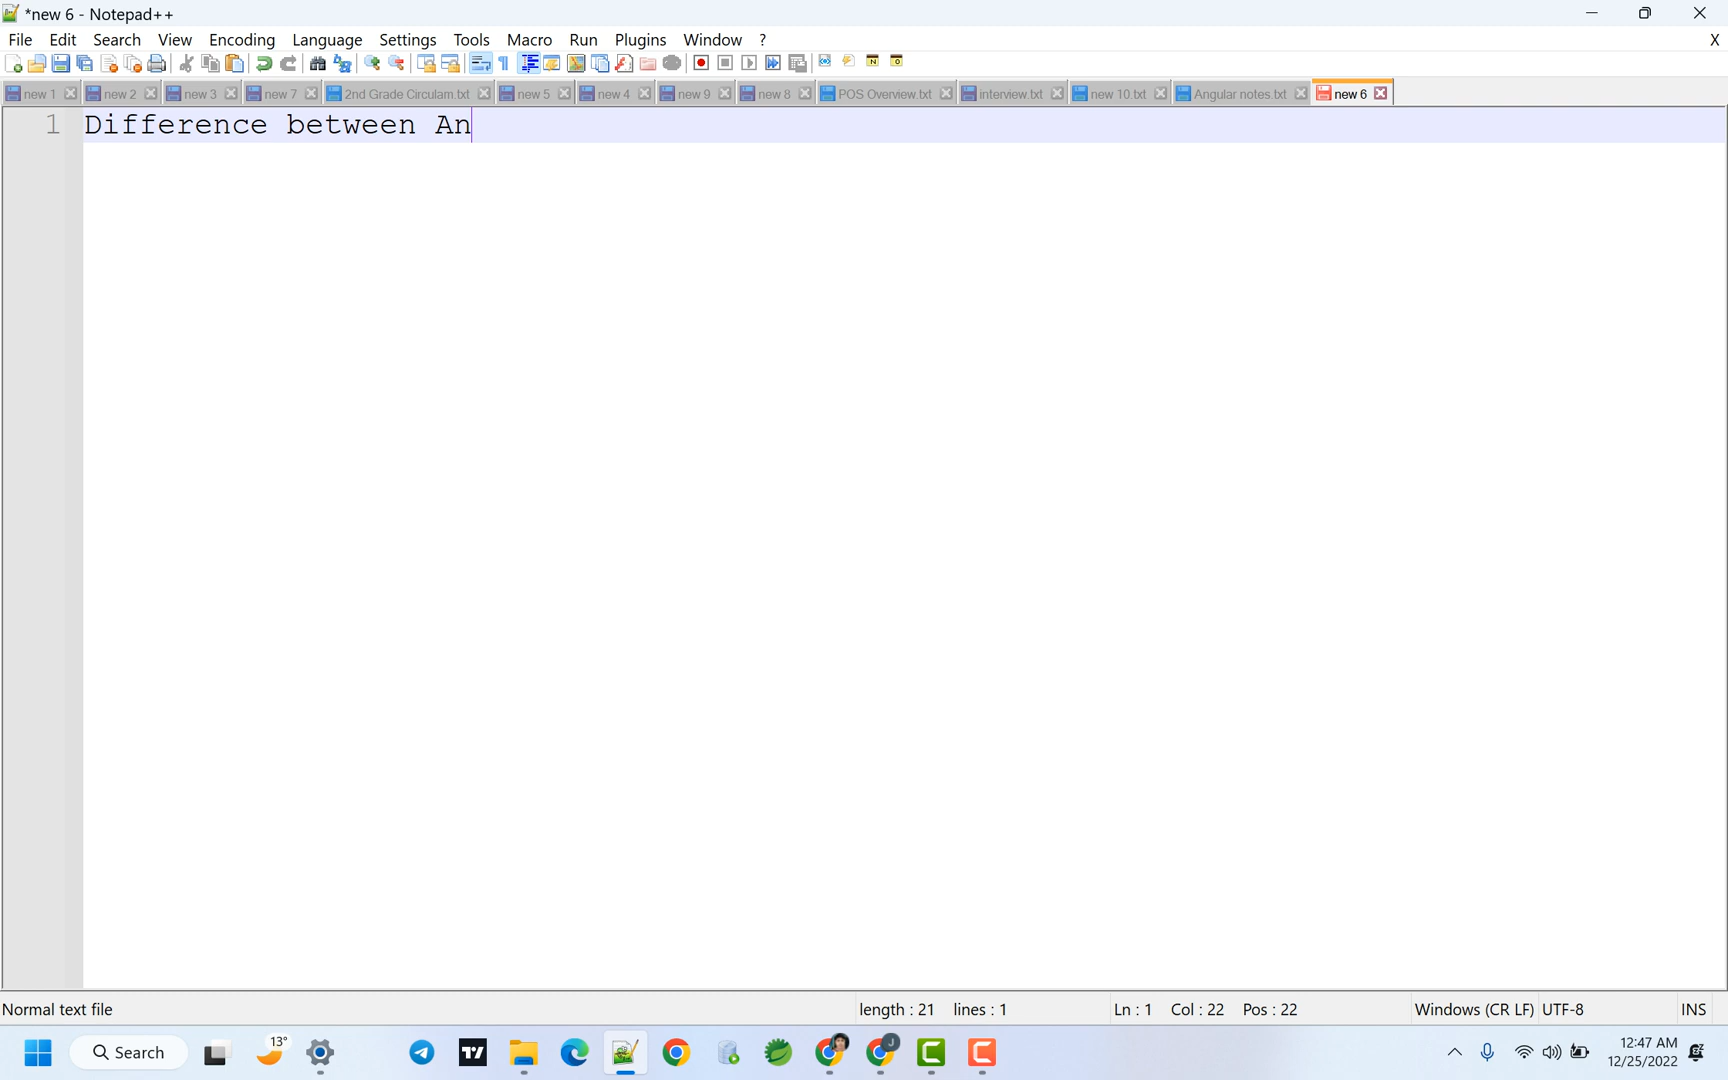 *new 6 - Notepad++
File Edit Search View Encoding Language Settings Tools Macro Run Plugins Window ? X
new 1 new 2 new 3 new 7 2nd Grade Circulam.txt new 5 new 4 new 9 new 8 POS Overview.txt interview.txt new 10.txt Angular notes.txt new 6
1 Difference between An
Normal text file length : 21 lines : 1 Ln : 1 Col : 22 Pos : 22 Windows (CR LF) UTF-8 INS
Search 13° 12:47 AM
12/25/2022